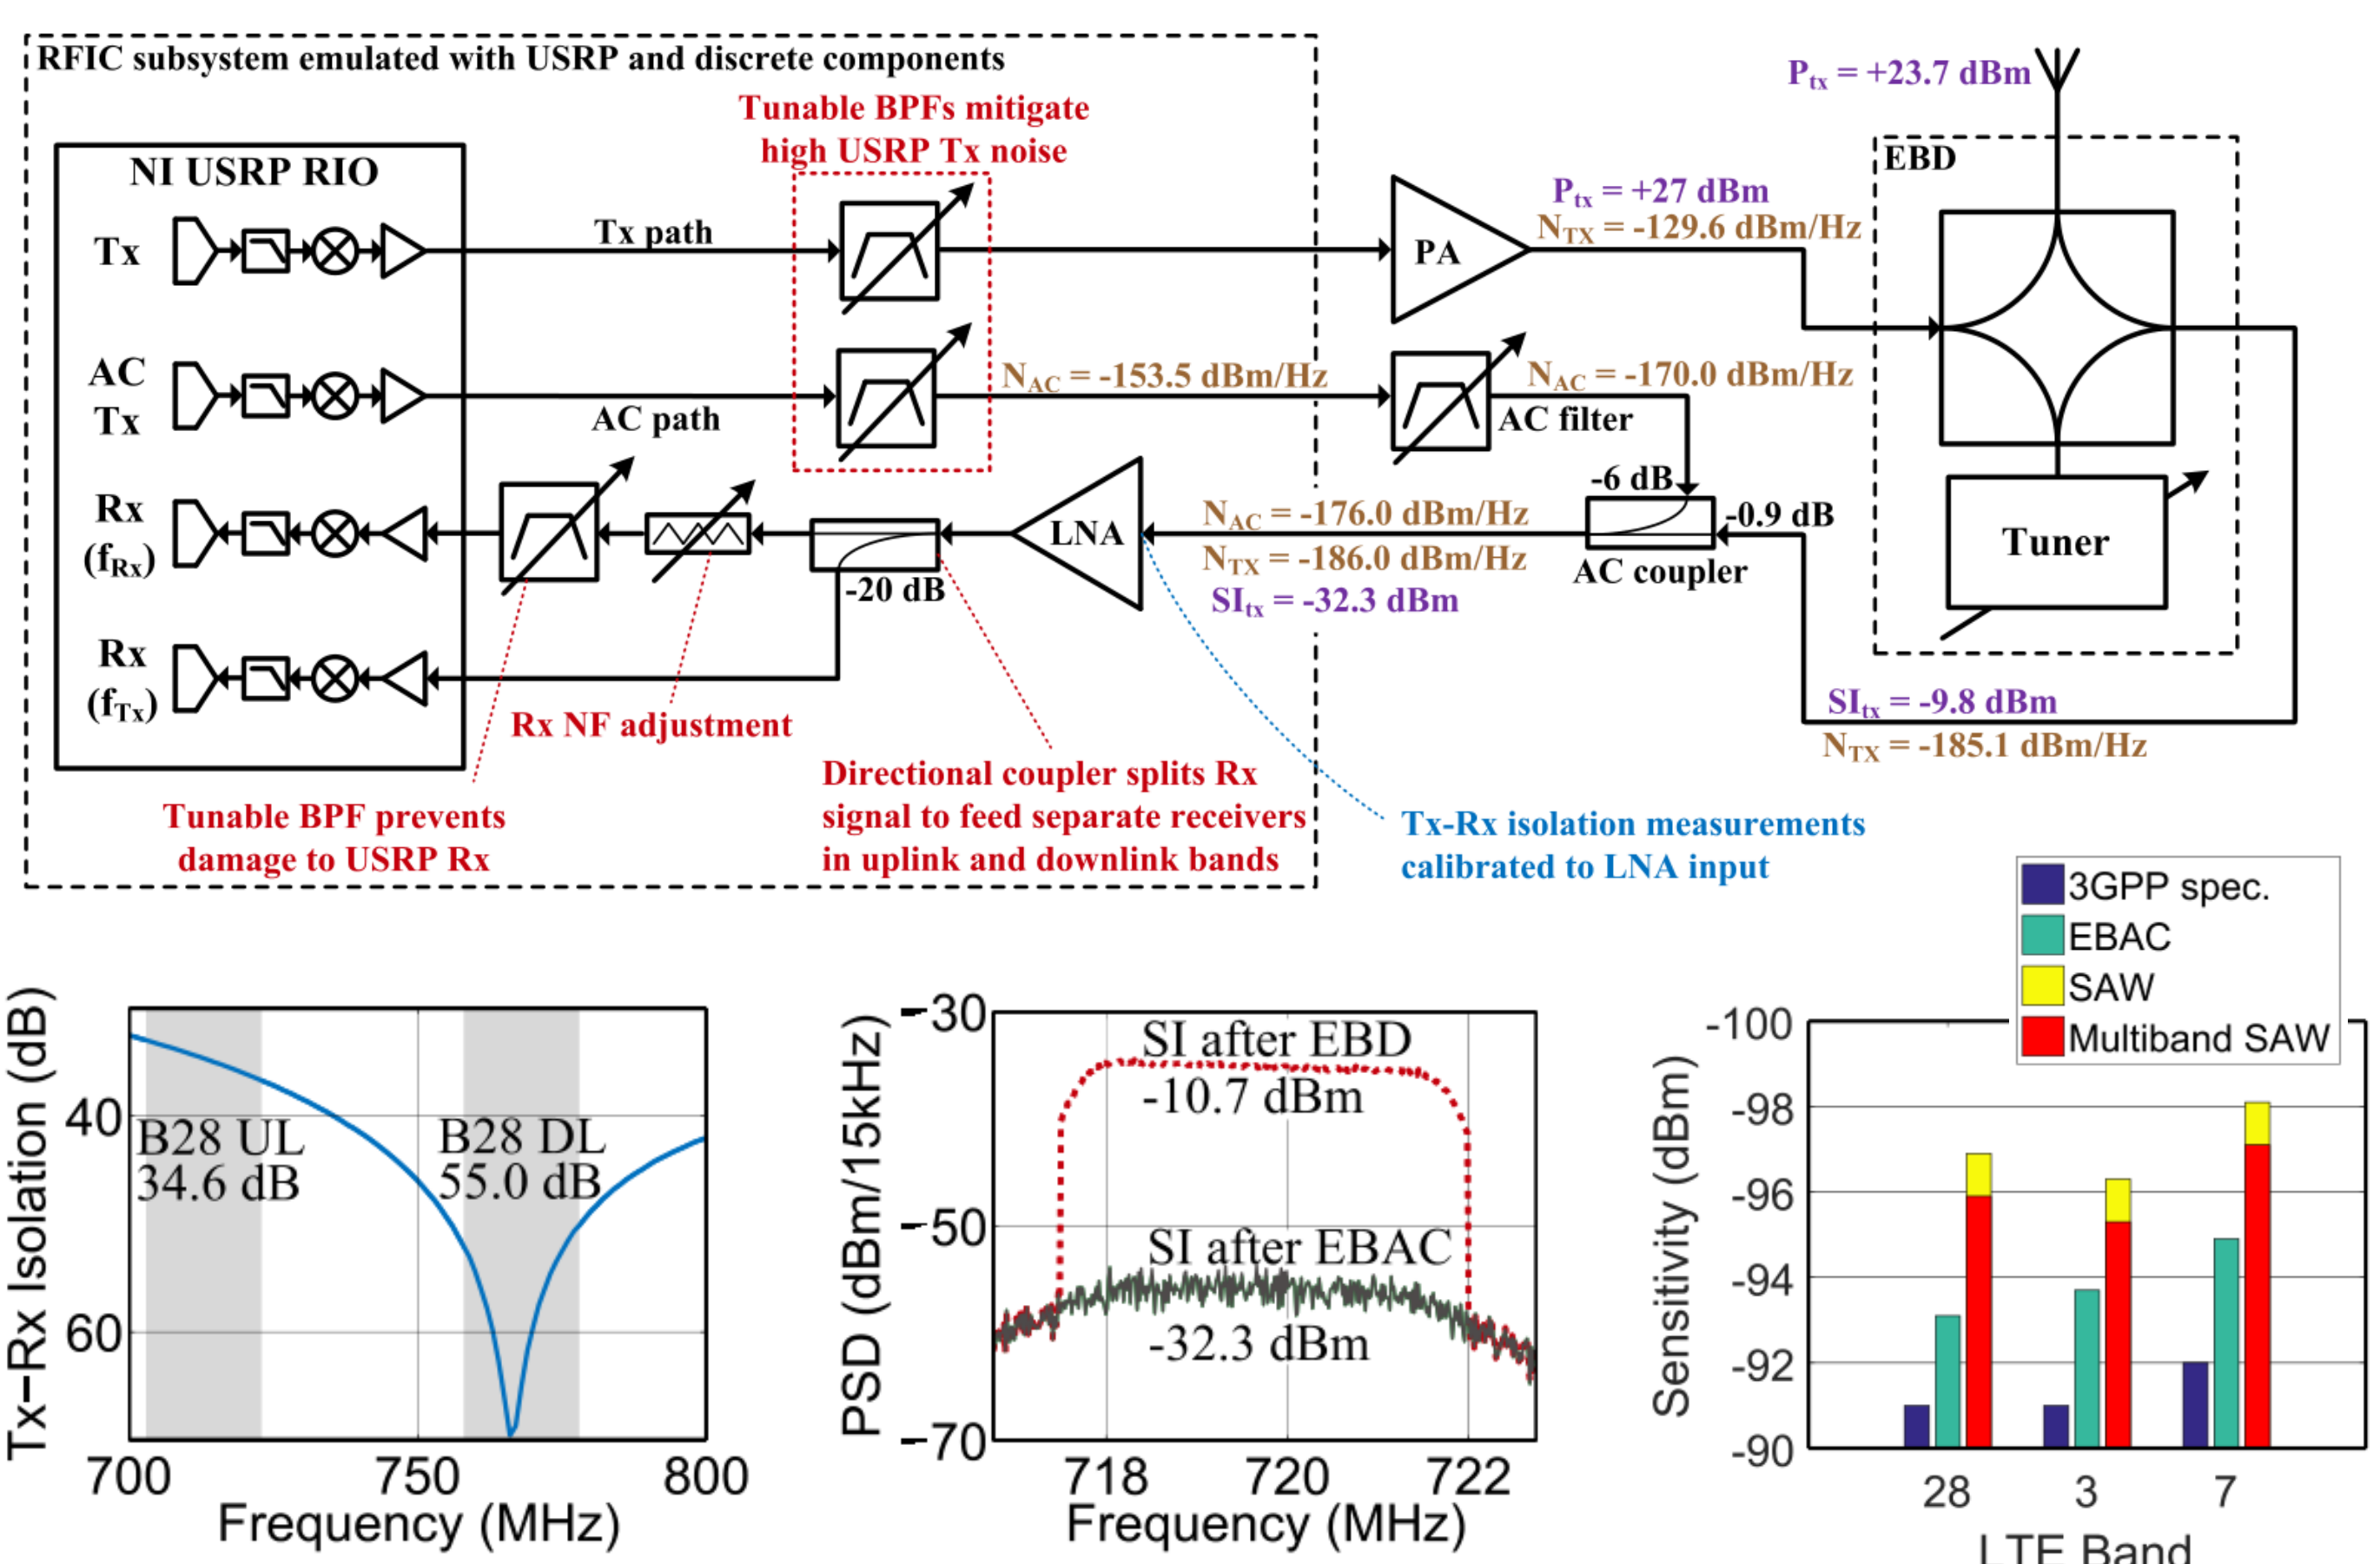 RFIC subsystem emulated with USRP and discrete components
Tunable BPFs mitigate
high USRP Tx noise
NI USRP RIO
Tx
AC
Tx
Rx
(fRx)
Rx
(fTx)
Tx path
AC path
NAC = -153.5 dBm/Hz
PA
Ptx = +27 dBm
NTX = -129.6 dBm/Hz
Ptx = +23.7 dBm
EBD
Tuner
NAC = -170.0 dBm/Hz
AC filter
-6 dB
-0.9 dB
AC coupler
LNA
NAC = -176.0 dBm/Hz
NTX = -186.0 dBm/Hz
SItx = -32.3 dBm
-20 dB
SItx = -9.8 dBm
NTX = -185.1 dBm/Hz
Rx NF adjustment
Tunable BPF prevents
damage to USRP Rx
Directional coupler splits Rx
signal to feed separate receivers
in uplink and downlink bands
Tx-Rx isolation measurements
calibrated to LNA input
Tx-Rx Isolation (dB)
40
60
B28 UL
34.6 dB
B28 DL
55.0 dB
700
750
800
Frequency (MHz)
PSD (dBm/15kHz)
-30
-50
-70
SI after EBD
-10.7 dBm
SI after EBAC
-32.3 dBm
718
720
722
Frequency (MHz)
3GPP spec.
EBAC
SAW
Multiband SAW
Sensitivity (dBm)
-100
-98
-96
-94
-92
-90
28
3
7
LTE Band